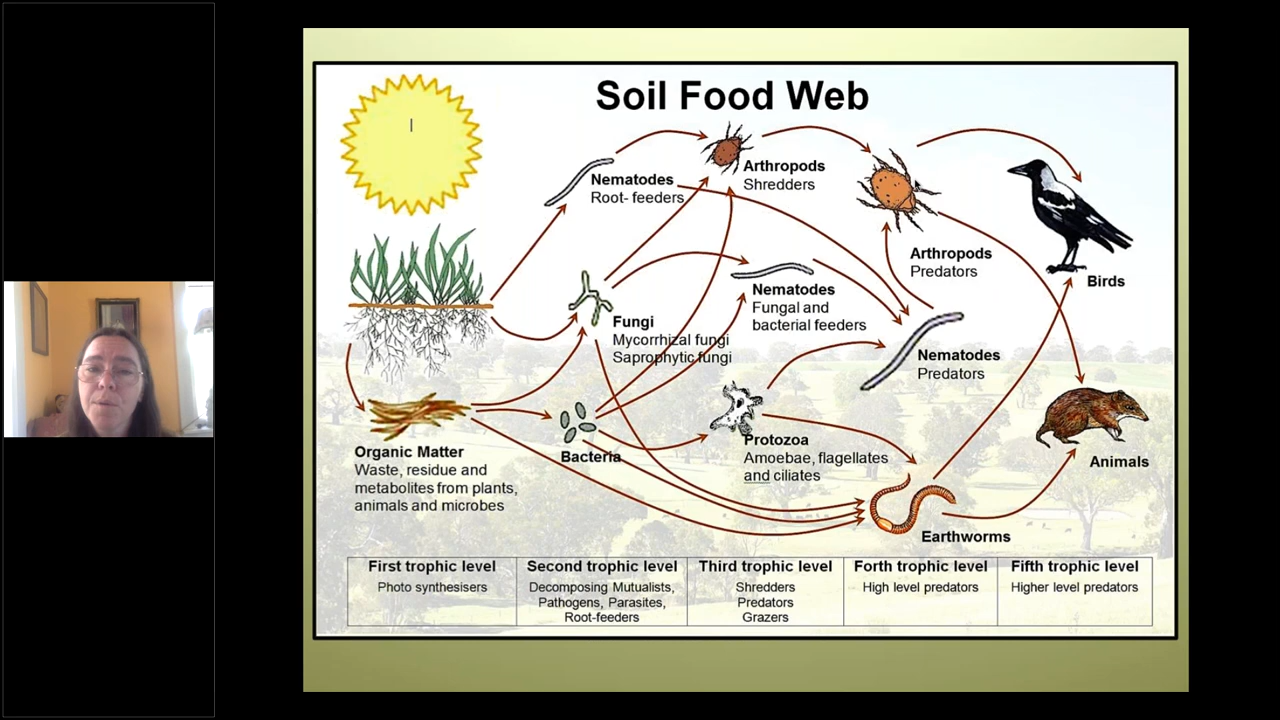 Soil Food Web
Nematodes
Root- feeders
Arthropods
Shredders
Arthropods
Predators
Birds
Fungi
Mycorrhizal fungi
Saprophytic fungi
Nematodes
Fungal and
bacterial feeders
Nematodes
Predators
Organic Matter
Waste, residue and
metabolites from plants,
animals and microbes
Bacteria
Protozoa
Amoebae, flagellates
and ciliates
Animals
Earthworms
First trophic level
Photo synthesisers
Second trophic level
Decomposing Mutualists,
Pathogens, Parasites,
Root-feeders
Third trophic level
Shredders
Predators
Grazers
Forth trophic level
High level predators
Fifth trophic level
Higher level predators